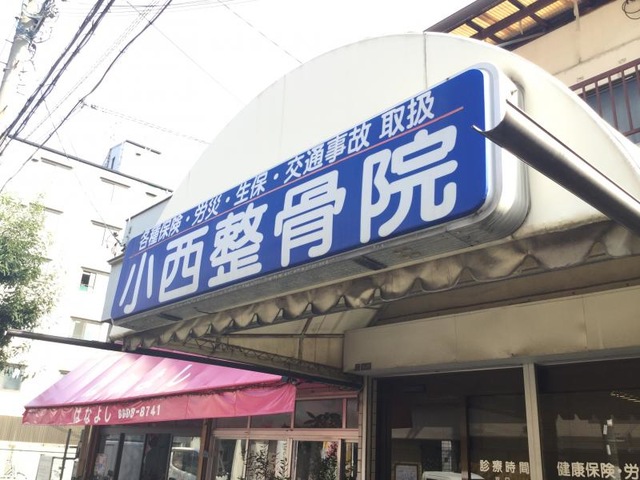 各種保険・労災・生保・交通事故 取扱
小西整骨院
はなよし
8741
診療時間
健康保険・労